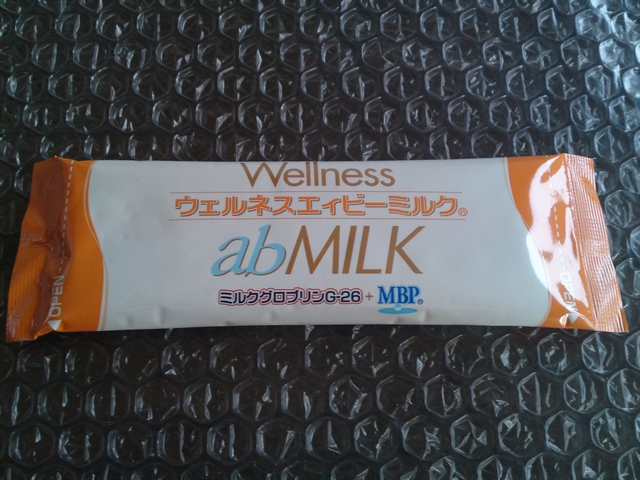 Wellness
ウェルネスエィビーミルク®
abMILK
ミルクグロブリンG-26 + MBP®
OPEN